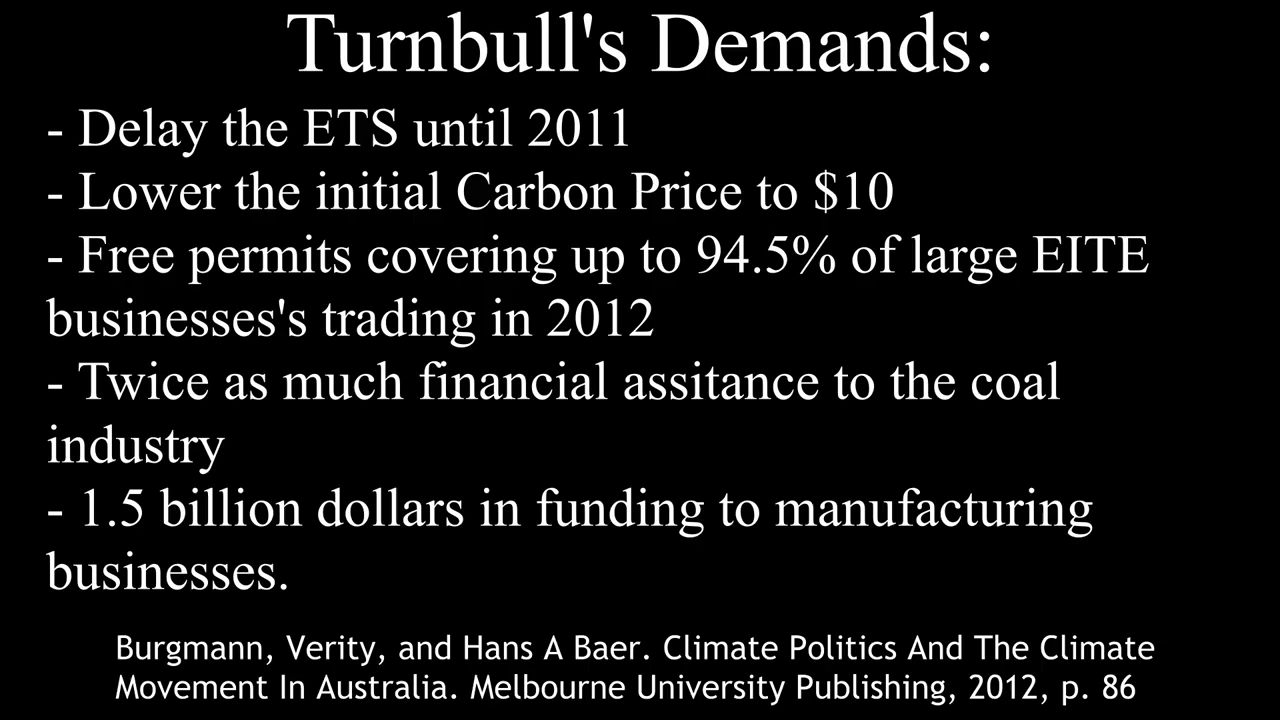 Turnbull's Demands:
- Delay the ETS until 2011
- Lower the initial Carbon Price to $10
- Free permits covering up to 94.5% of large EITE
businesses's trading in 2012
- Twice as much financial assitance to the coal
industry
- 1.5 billion dollars in funding to manufacturing
businesses.
Burgmann, Verity, and Hans A Baer. Climate Politics And The Climate
Movement In Australia. Melbourne University Publishing, 2012, p. 86